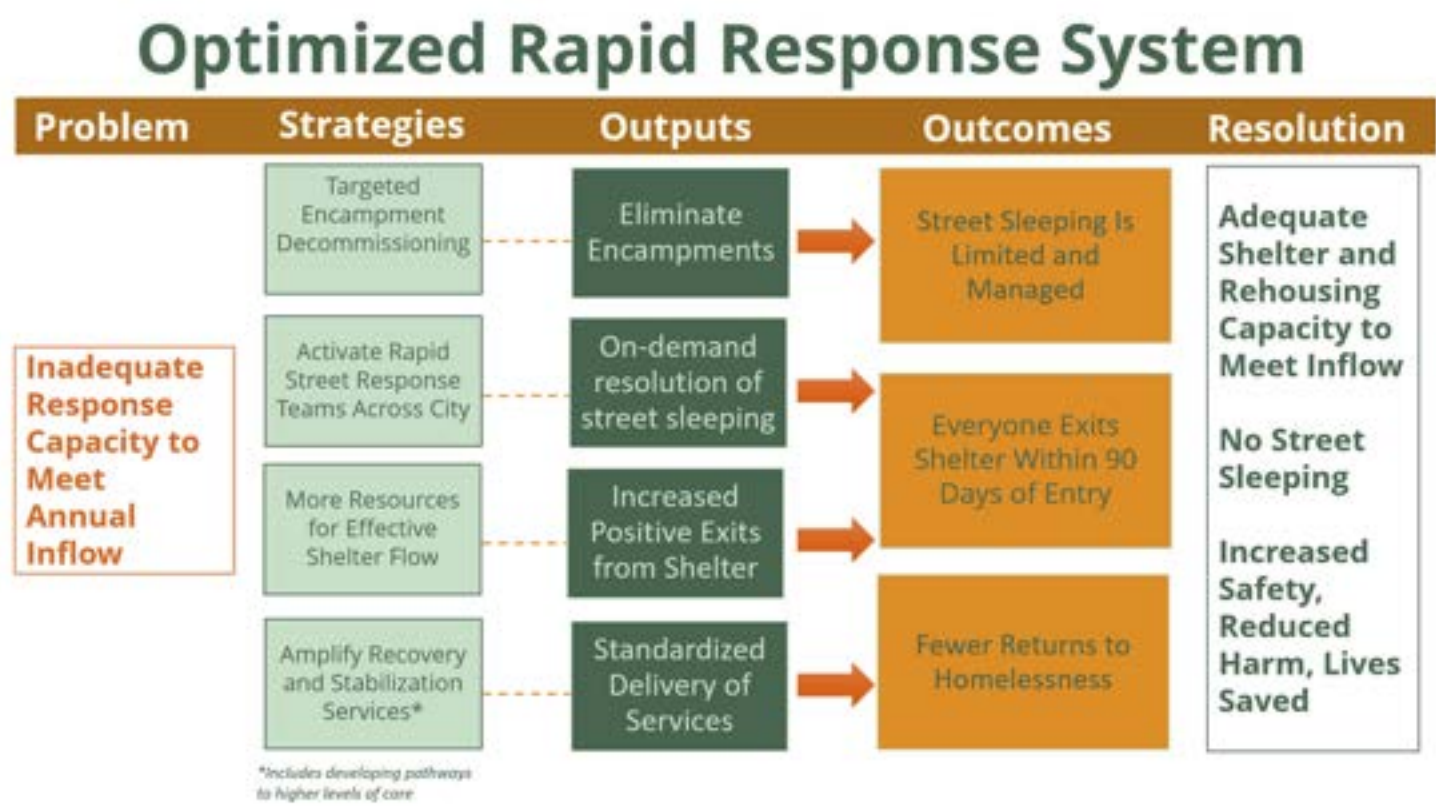 Optimized Rapid Response System
Problem
Strategies
Outputs
Outcomes
Resolution
Inadequate
Response
Capacity to
Meet
Annual
Inflow
Targeted
Encampment
Decommissioning
Activate Rapid
Street Response
Teams Across City
More Resources
for Effective
Shelter Flow
Amplify Recovery
and Stabilization
Services*
*Includes developing pathways
to higher levels of care
Eliminate
Encampments
On-demand
resolution of
street sleeping
Increased
Positive Exits
from Shelter
Standardized
Delivery of
Services
Street Sleeping Is
Limited and
Managed
Everyone Exits
Shelter Within 90
Days of Entry
Fewer Returns to
Homelessness
Adequate
Shelter and
Rehousing
Capacity to
Meet Inflow
No Street
Sleeping
Increased
Safety,
Reduced
Harm, Lives
Saved